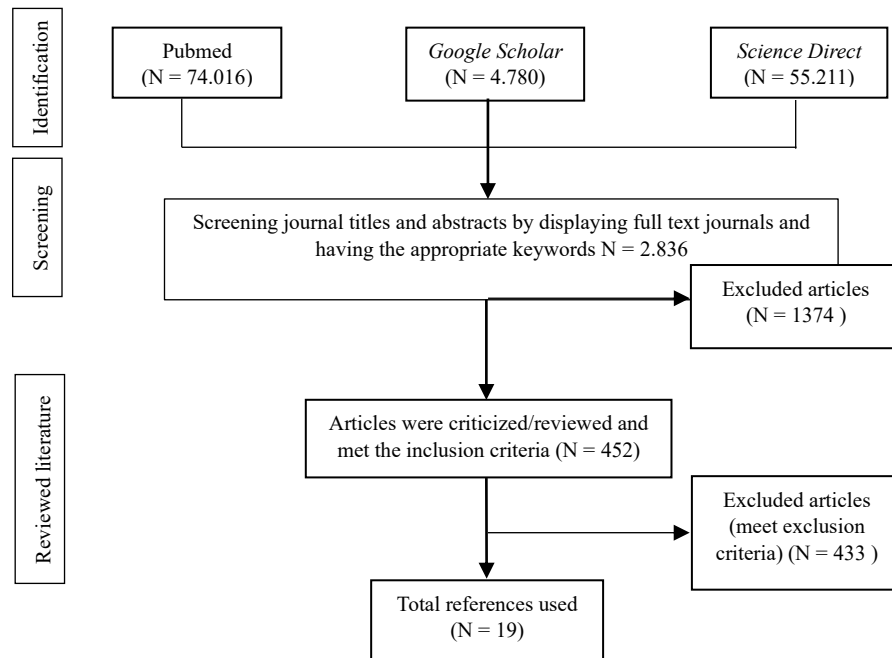 Identification
Pubmed
(N = 74.016)
Google Scholar
(N = 4.780)
Science Direct
(N = 55.211)
Screening
Screening journal titles and abstracts by displaying full text journals and
having the appropriate keywords N = 2.836
Excluded articles
(N = 1374 )
Reviewed literature
Articles were criticized/reviewed and
met the inclusion criteria (N = 452)
Excluded articles
(meet exclusion
criteria) (N = 433 )
Total references used
(N = 19)